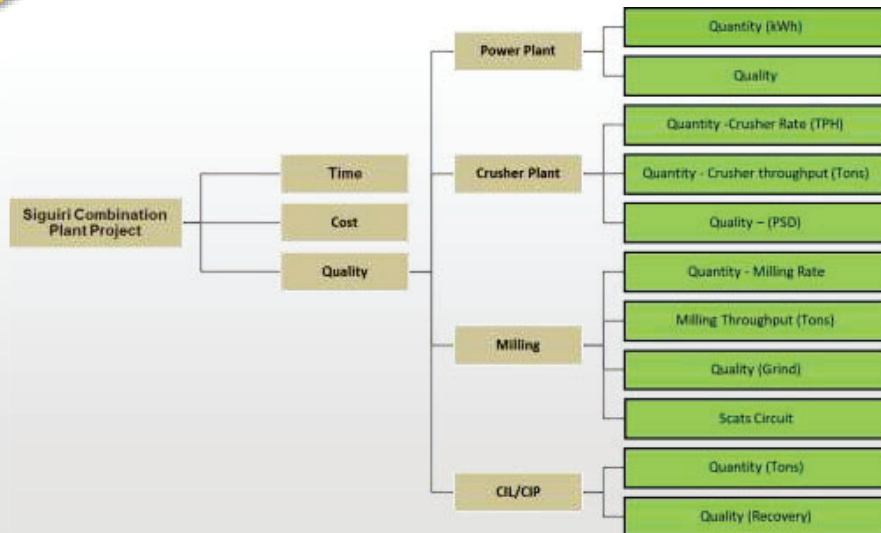 Siguiri Combination
Plant Project
Time
Cost
Quality
Power Plant
Quantity (kWh)
Quality
Crusher Plant
Quantity -Crusher Rate (TPH)
Quantity - Crusher throughput (Tons)
Quality – (PSD)
Milling
Quantity - Milling Rate
Milling Throughput (Tons)
Quality (Grind)
Scats Circuit
CIL/CIP
Quantity (Tons)
Quality (Recovery)